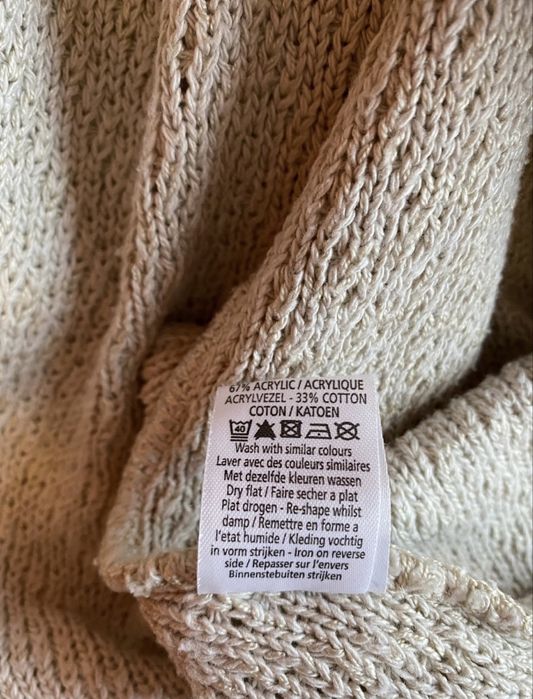 67% ACRYLIC / ACRYLIQUE
ACRYLVEZEL - 33% COTTON
COTON / KATOEN
40
Wash with similar colours
Laver avec des couleurs similaires
Met dezelfde kleuren wassen
Dry flat / Faire secher a plat
Plat drogen - Re-shape whilst
damp / Remettre en forme a
l'etat humide / Kleding vochtig
in vorm strijken - Iron on reverse
side / Repasser sur l'envers
Binnenstebuiten strijken